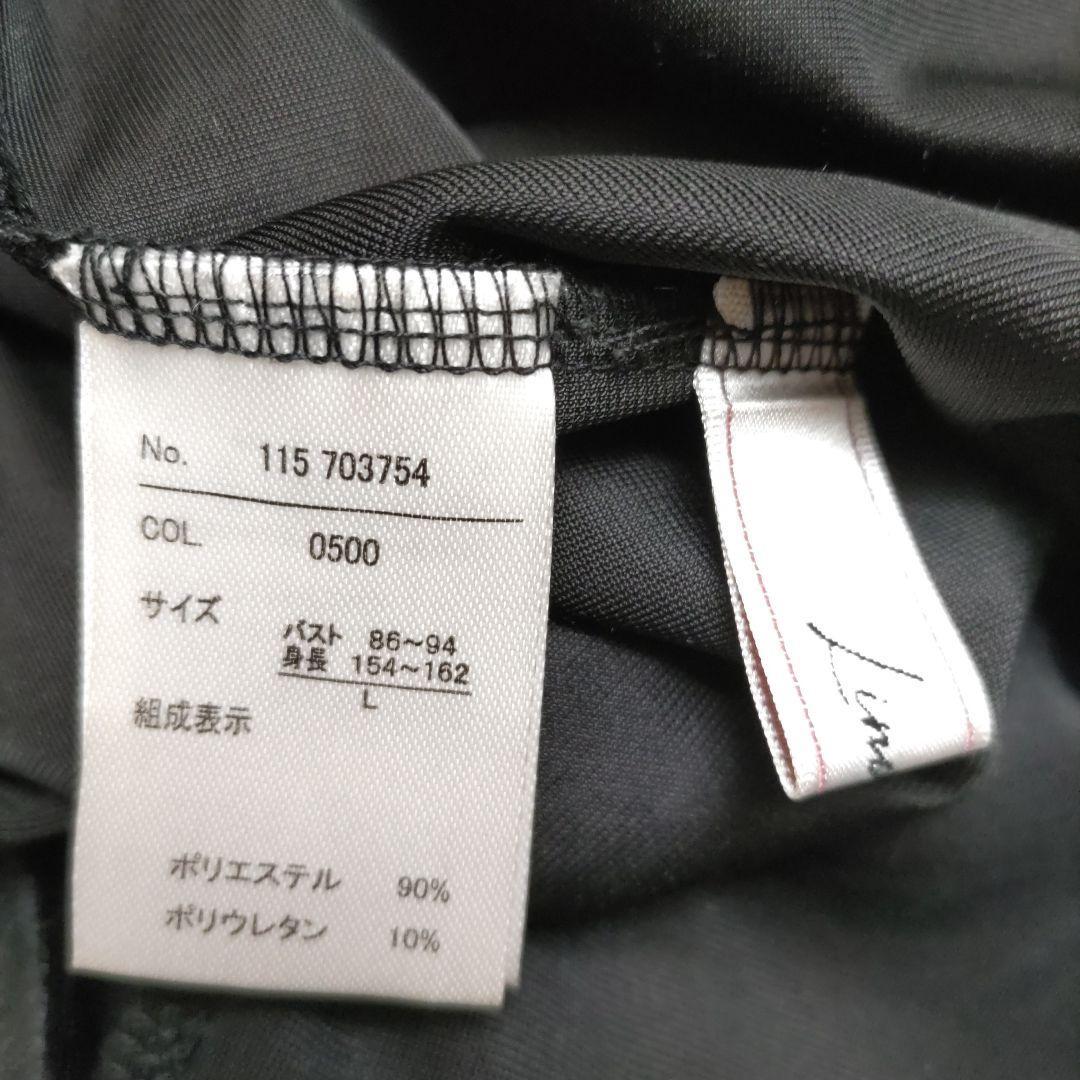 No. 115 703754
COL. 0500
サイズ
バスト 86～94
身長 154～162
L
組成表示
ポリエステル 90%
ポリウレタン 10%